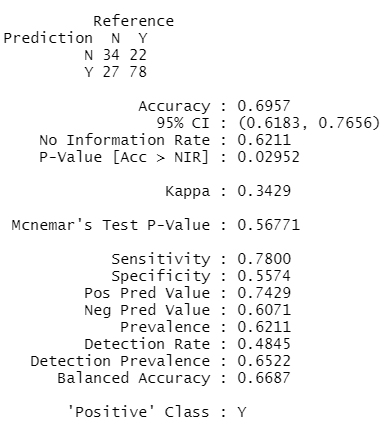 Reference
Prediction N Y
N 34 22
Y 27 78
Accuracy : 0.6957
95% CI : (0.6183, 0.7656)
No Information Rate : 0.6211
P-Value [Acc > NIR] : 0.02952
Kappa : 0.3429
Mcnemar's Test P-Value : 0.56771
Sensitivity : 0.7800
Specificity : 0.5574
Pos Pred Value : 0.7429
Neg Pred Value : 0.6071
Prevalence : 0.6211
Detection Rate : 0.4845
Detection Prevalence : 0.6522
Balanced Accuracy : 0.6687
'Positive' Class : Y